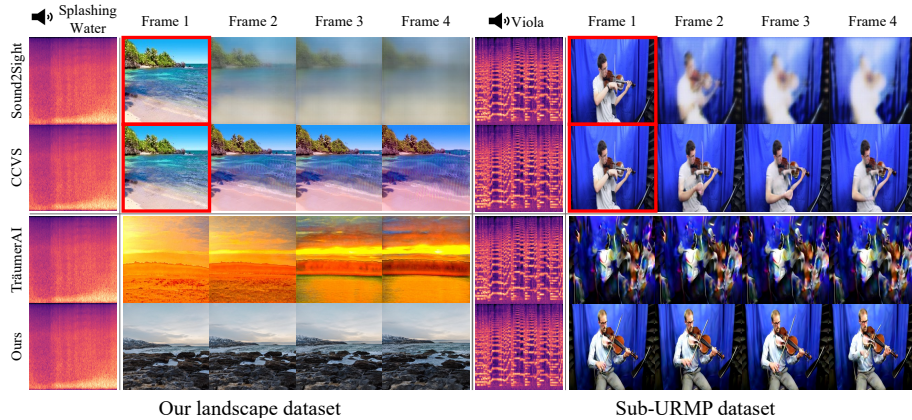 Splashing Water Frame 1 Frame 2 Frame 3 Frame 4 Viola Frame 1 Frame 2 Frame 3 Frame 4
Sound2Sight
CCVS
TräumerAI
Ours
Our landscape dataset Sub-URMP dataset